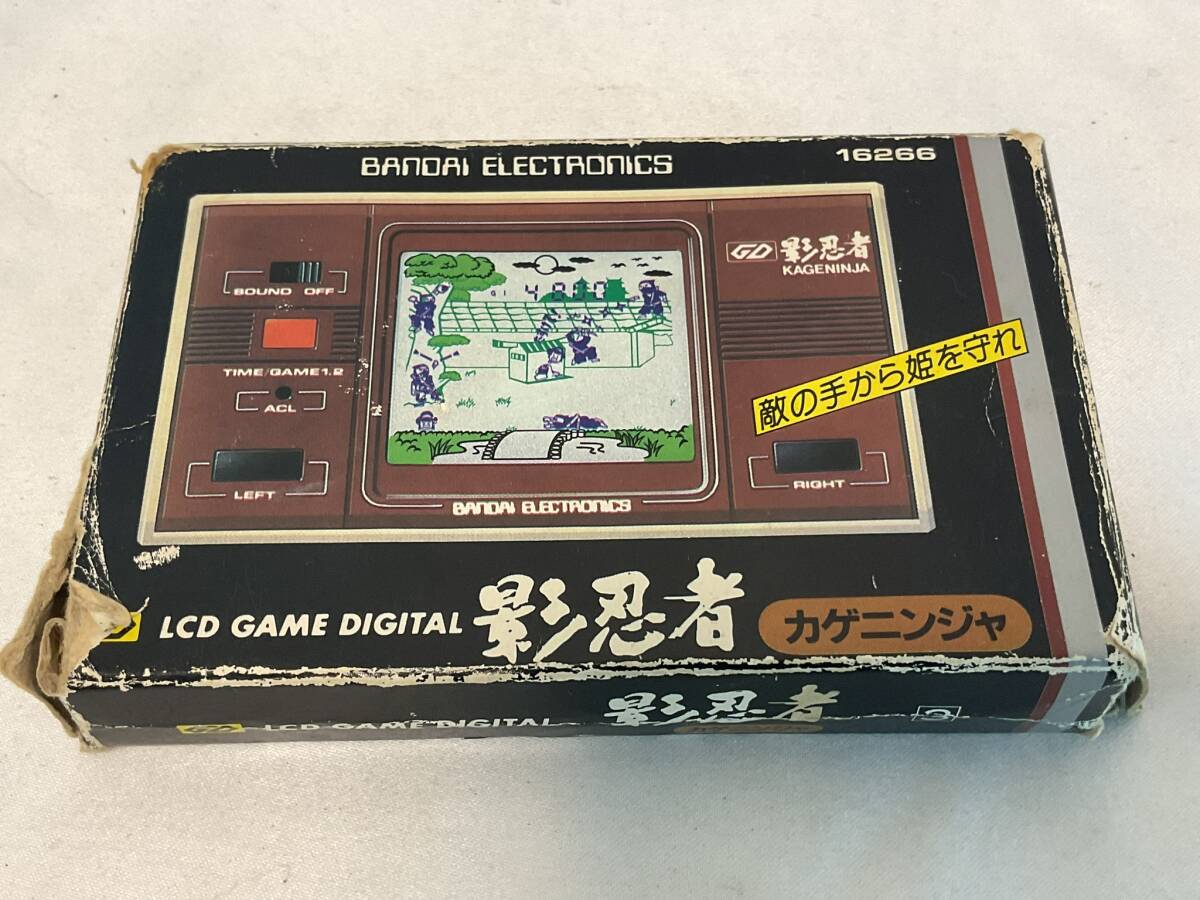 BANDAI ELECTRONICS
16266
SOUND OFF
TIME/GAME1.2
ACL
LEFT
GD 影忍者
KAGENINJA
敵の手から姫を守れ
RIGHT
BANDAI ELECTRONICS
LCD GAME DIGITAL 影忍者 カゲニンジャ
GD LCD GAME DIGITAL 影忍者